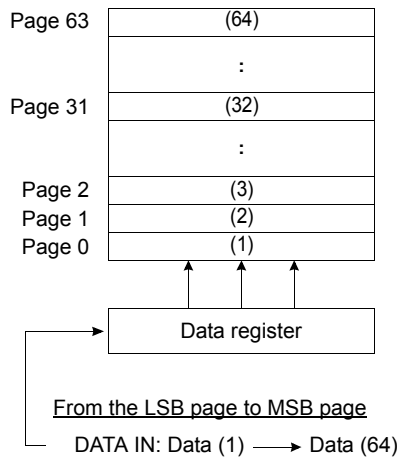 Page 63 (64)
:
Page 31 (32)
:
Page 2 (3)
Page 1 (2)
Page 0 (1)
Data register
From the LSB page to MSB page
DATA IN: Data (1) Data (64)